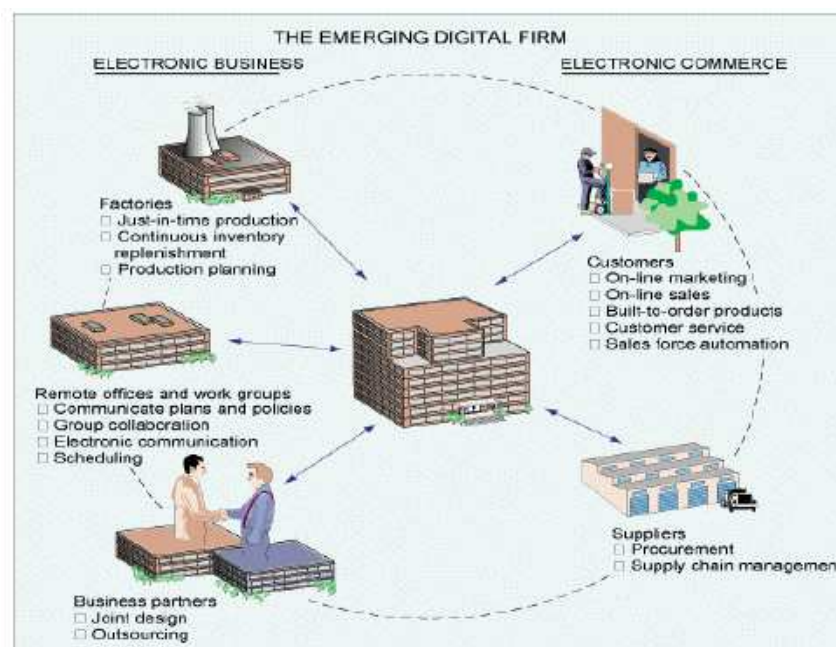 THE EMERGING DIGITAL FIRM
ELECTRONIC BUSINESS
ELECTRONIC COMMERCE
Factories
☐ Just-in-time production
☐ Continuous inventory
replenishment
☐ Production planning
Customers
☐ On-line marketing
☐ On-line sales
☐ Built-to-order products
☐ Customer service
☐ Sales force automation
Remote offices and work groups
☐ Communicate plans and policies
☐ Group collaboration
☐ Electronic communication
☐ Scheduling
Suppliers
☐ Procurement
☐ Supply chain management
Business partners
☐ Joint design
☐ Outsourcing